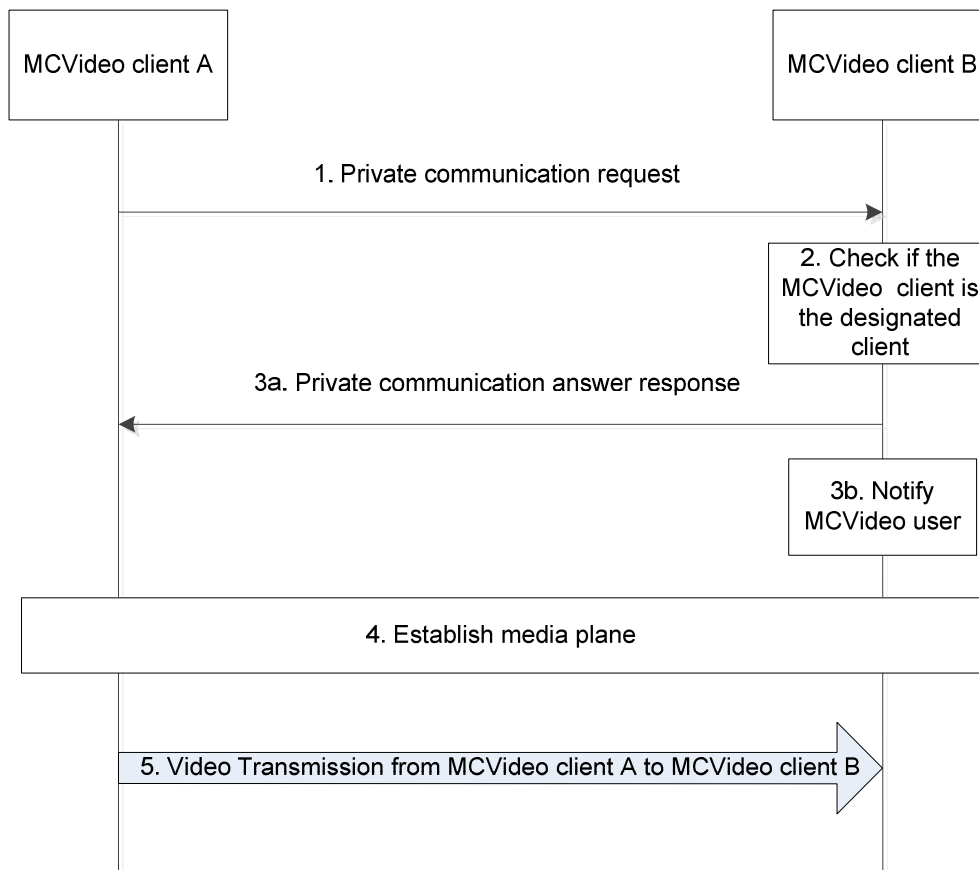 MCVideo client A
MCVideo client B
1. Private communication request
2. Check if the
MCVideo client is
the designated
client
3a. Private communication answer response
3b. Notify
MCVideo user
4. Establish media plane
5. Video Transmission from MCVideo client A to MCVideo client B